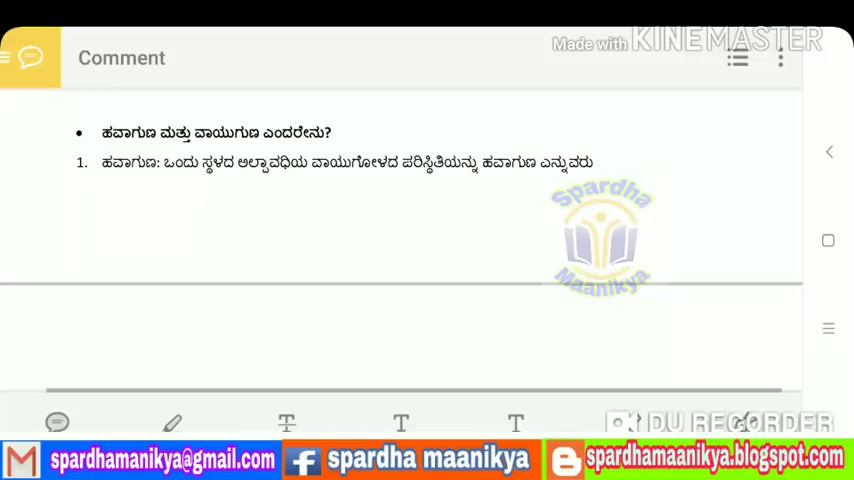 Made with KINEMASTER
Comment
• ಹವಾಗುಣ ಮತ್ತು ವಾಯುಗುಣ ಎಂದರೇನು?
1. ಹವಾಗುಣ: ಒಂದು ಸ್ಥಳದ ಅಲ್ಪಾವಧಿಯ ವಾಯುಗೋಳದ ಪರಿಸ್ಥಿತಿಯನ್ನು ಹವಾಗುಣ ಎನ್ನುವರು
Spardha
Maanikya
DU RECORDER
spardhamanikya@gmail.com
spardha maanikya
spardhamaanikya.blogspot.com